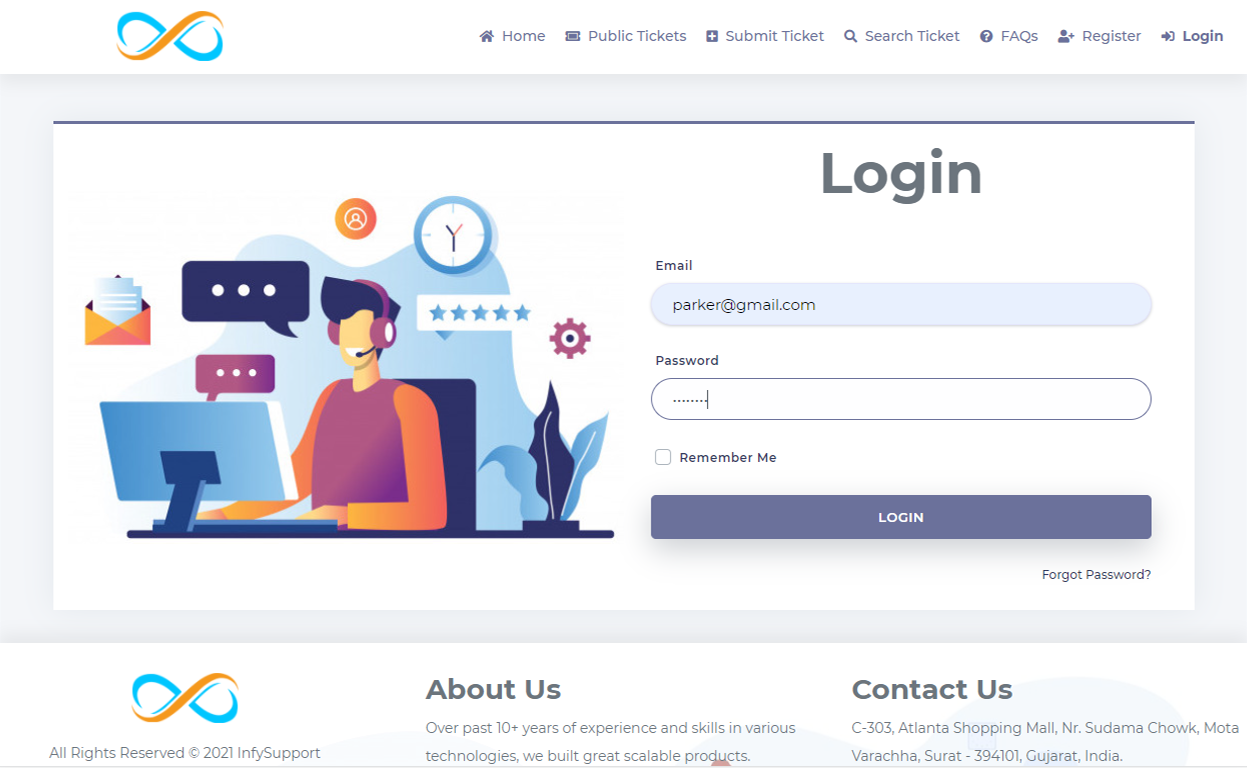 Home Public Tickets Submit Ticket Search Ticket FAQs Register Login
Login
Email
parker@gmail.com
Password
Remember Me
LOGIN
Forgot Password?
All Rights Reserved © 2021 InfySupport
About Us
Over past 10+ years of experience and skills in various
technologies, we built great scalable products.
Contact Us
C-303, Atlanta Shopping Mall, Nr. Sudama Chowk, Mota
Varachha, Surat - 394101, Gujarat, India.